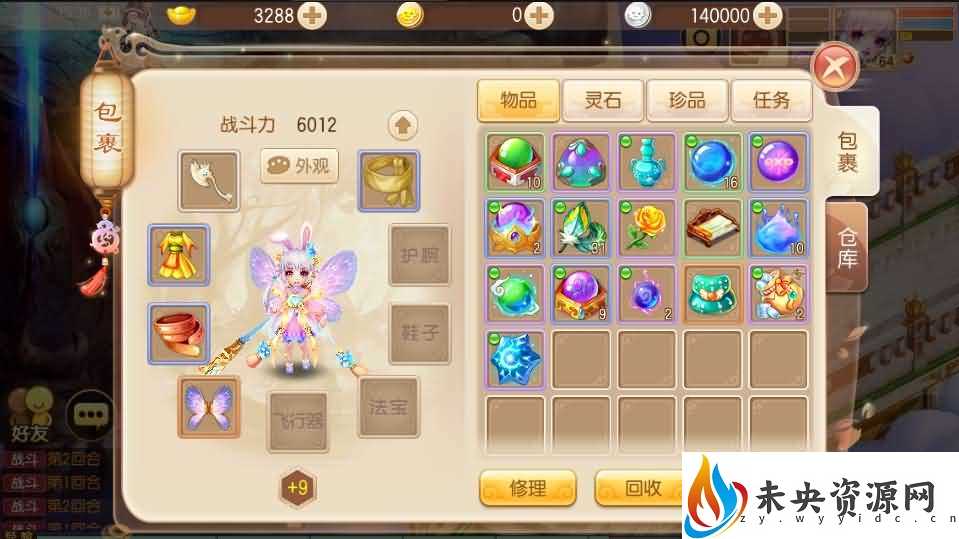 3288
0
140000
64
包裹
战斗力 6012
外观
护腕
鞋子
飞行器
法宝
+9
物品
灵石
珍品
任务
包裹
仓库
10
16
exp
2
31
10
9
2
2
修理
回收
好友
战斗 第2回合
战斗 第1回合
战斗 第2回合
未央资源网
zy.wyyidc.cn